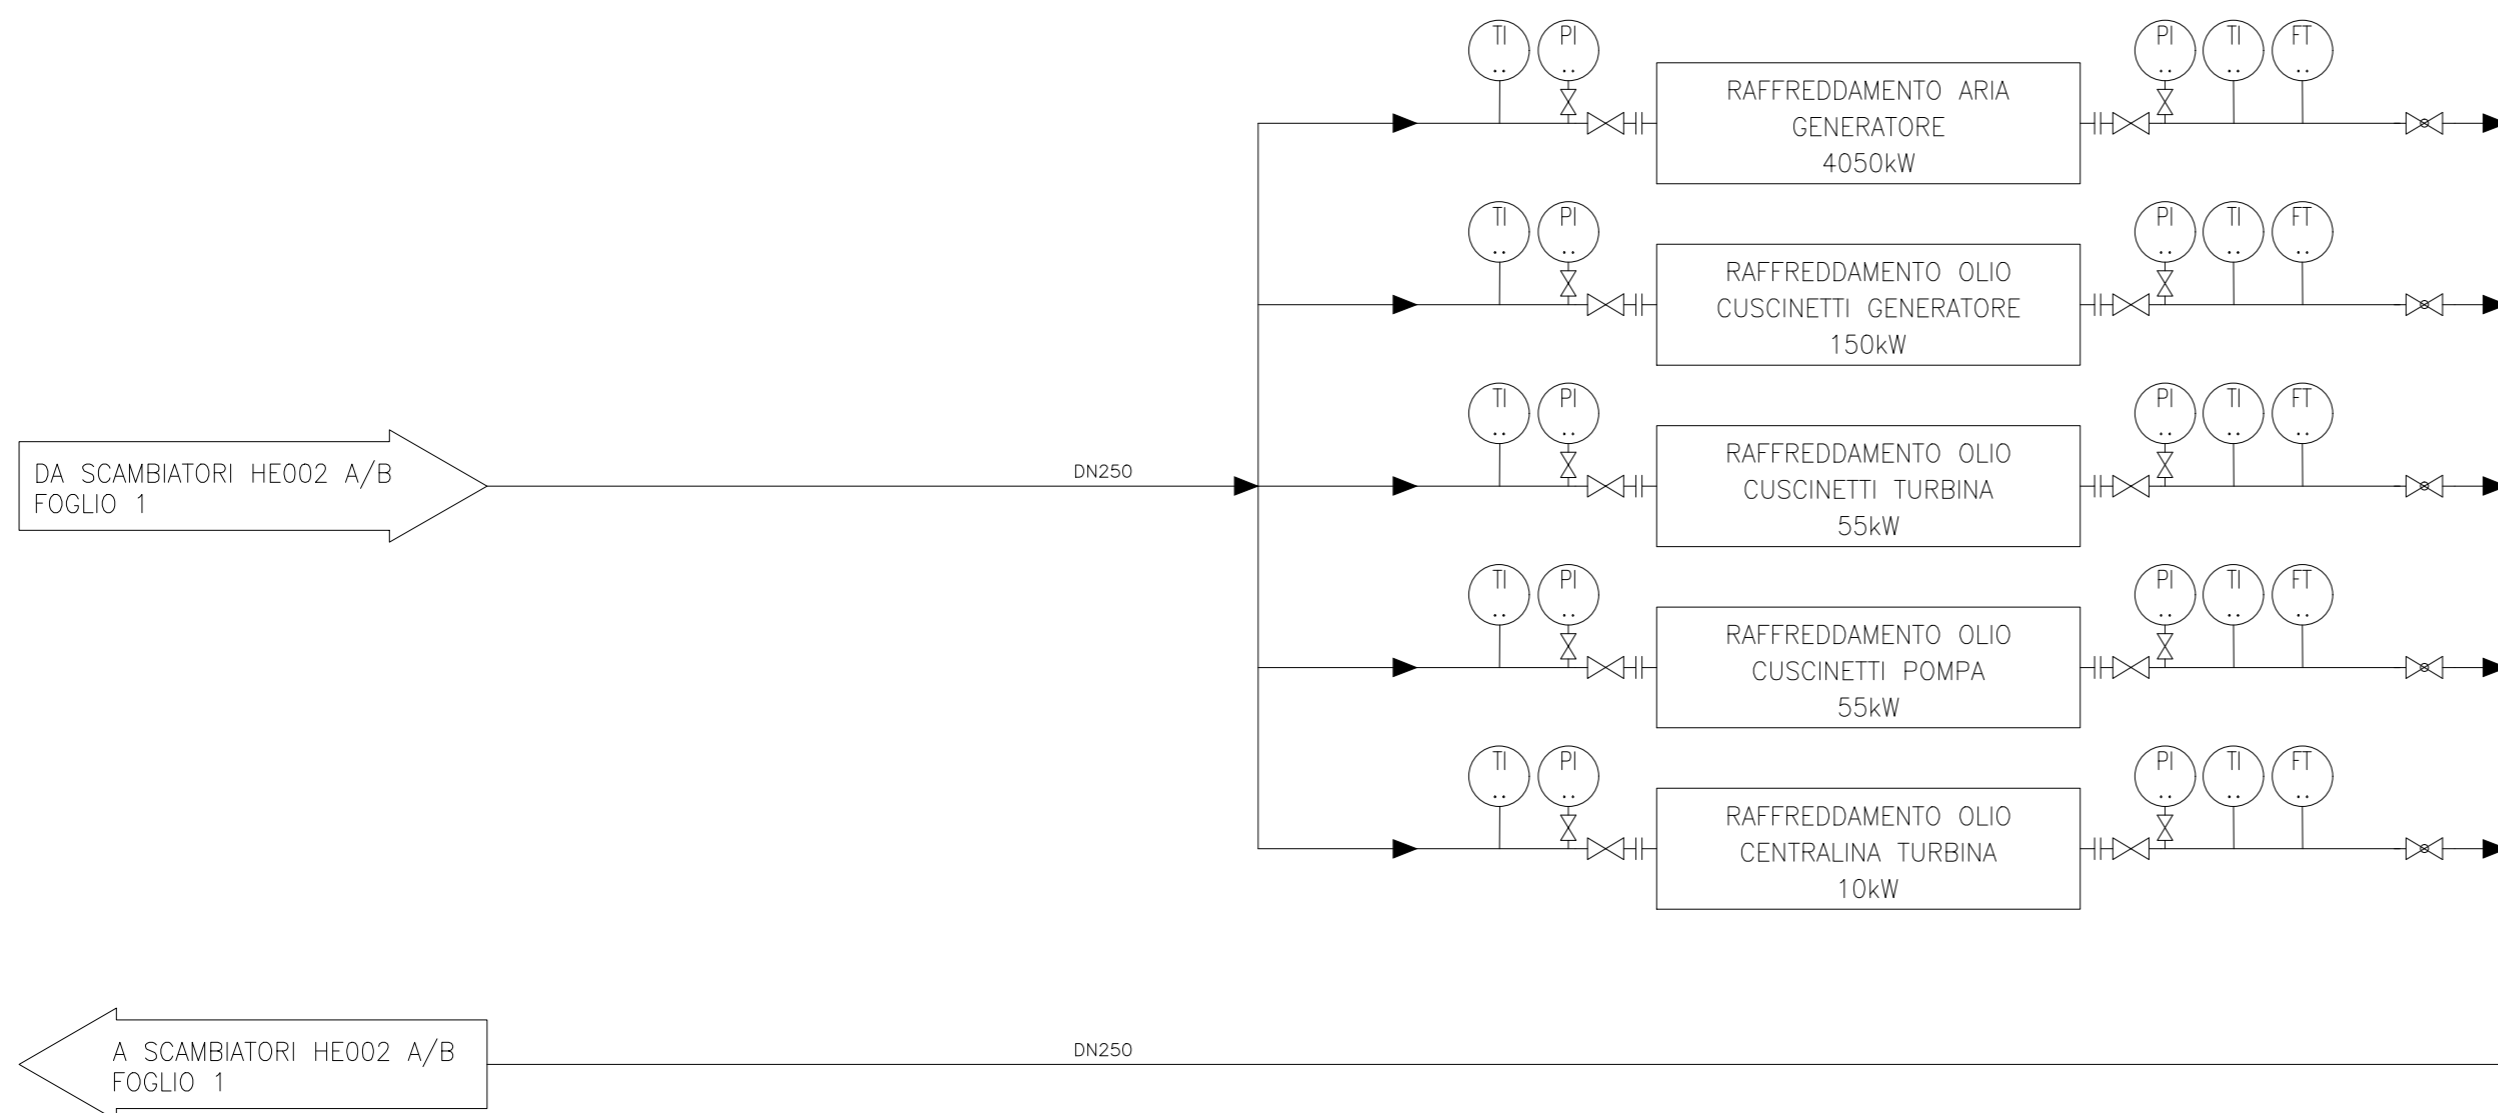 TI PI PI TI FT
RAFFREDDAMENTO ARIA
GENERATORE
4050kW
TI PI PI TI FT
RAFFREDDAMENTO OLIO
CUSCINETTI GENERATORE
150kW
TI PI PI TI FT
RAFFREDDAMENTO OLIO
CUSCINETTI TURBINA
55kW
DA SCAMBIATORI HE002 A/B
FOGLIO 1
DN250
TI PI PI TI FT
RAFFREDDAMENTO OLIO
CUSCINETTI POMPA
55kW
TI PI PI TI FT
RAFFREDDAMENTO OLIO
CENTRALINA TURBINA
10kW
A SCAMBIATORI HE002 A/B
FOGLIO 1
DN250